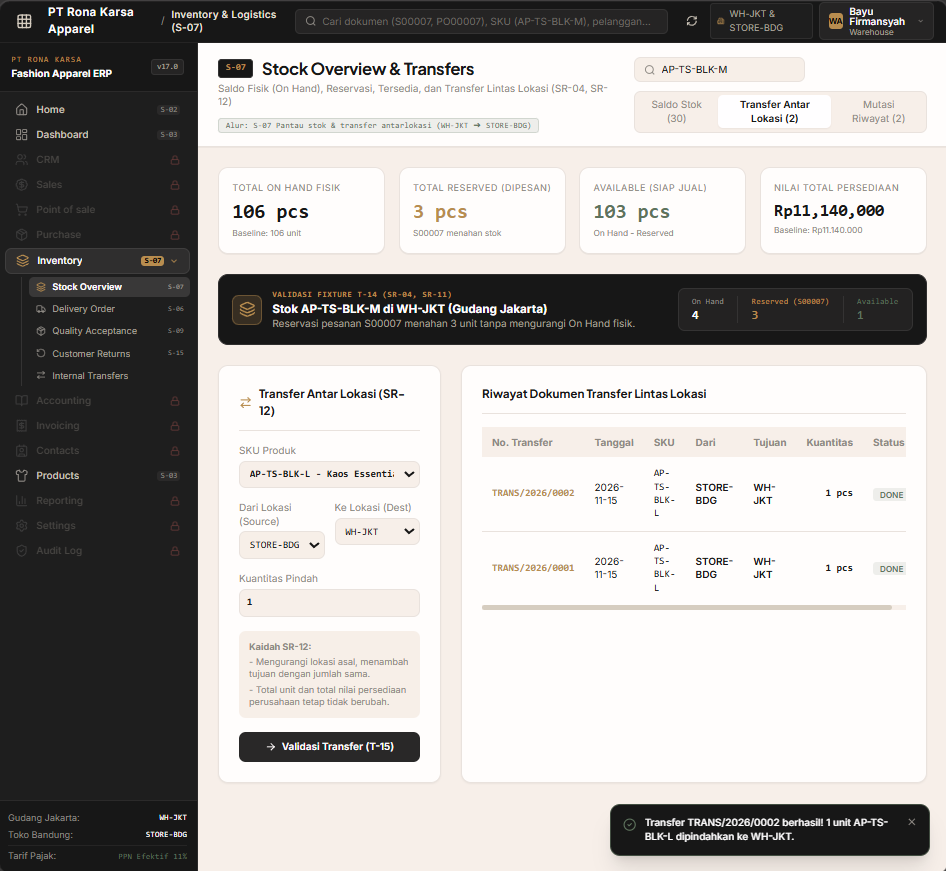 PT Rona Karsa
Apparel
/
Inventory & Logistics
(S-07)
Cari dokumen (S00007, PO00007), SKU (AP-TS-BLK-M), pelanggan...
WH-JKT &
STORE-BDG
WA
Bayu
Firmansyah
Warehouse
PT RONA KARSA
Fashion Apparel ERP
v17.0
Home S-02
Dashboard S-03
CRM
Sales
Point of sale
Purchase
Inventory S-07
Stock Overview S-07
Delivery Order S-06
Quality Acceptance S-09
Customer Returns S-15
Internal Transfers
Accounting
Invoicing
Contacts
Products S-03
Reporting
Settings
Audit Log
Gudang Jakarta: WH-JKT
Toko Bandung: STORE-BDG
Tarif Pajak: PPN Efektif 11%
S-07 Stock Overview & Transfers
Saldo Fisik (On Hand), Reservasi, Tersedia, dan Transfer Lintas Lokasi (SR-04, SR-
12)
Alur: S-07 Pantau stok & transfer antarlokasi (WH-JKT → STORE-BDG)
AP-TS-BLK-M
Saldo Stok
(30)
Transfer Antar
Lokasi (2)
Mutasi
Riwayat (2)
TOTAL ON HAND FISIK
106 pcs
Baseline: 106 unit
TOTAL RESERVED (DIPESAN)
3 pcs
S00007 menahan stok
AVAILABLE (SIAP JUAL)
103 pcs
On Hand - Reserved
NILAI TOTAL PERSEDIAAN
Rp11,140,000
Baseline: Rp11.140.000
VALIDASI FIXTURE T-14 (SR-04, SR-11)
Stok AP-TS-BLK-M di WH-JKT (Gudang Jakarta)
Reservasi pesanan S00007 menahan 3 unit tanpa mengurangi On Hand fisik.
On Hand
4
Reserved (S00007)
3
Available
1
Transfer Antar Lokasi (SR-
12)
SKU Produk
AP-TS-BLK-L - Kaos Essentia
Dari Lokasi
(Source)
STORE-BDG
Ke Lokasi (Dest)
WH-JKT
Kuantitas Pindah
1
Kaidah SR-12:
- Mengurangi lokasi asal, menambah
tujuan dengan jumlah sama.
- Total unit dan total nilai persediaan
perusahaan tetap tidak berubah.
→ Validasi Transfer (T-15)
Riwayat Dokumen Transfer Lintas Lokasi
No. Transfer Tanggal SKU Dari Tujuan Kuantitas Status
TRANS/2026/0002
2026-
11-15
AP-
TS-
BLK-
L
STORE-
BDG
WH-
JKT
1 pcs
DONE
TRANS/2026/0001
2026-
11-15
AP-
TS-
BLK-
L
STORE-
BDG
WH-
JKT
1 pcs
DONE
Transfer TRANS/2026/0002 berhasil! 1 unit AP-TS-
BLK-L dipindahkan ke WH-JKT.